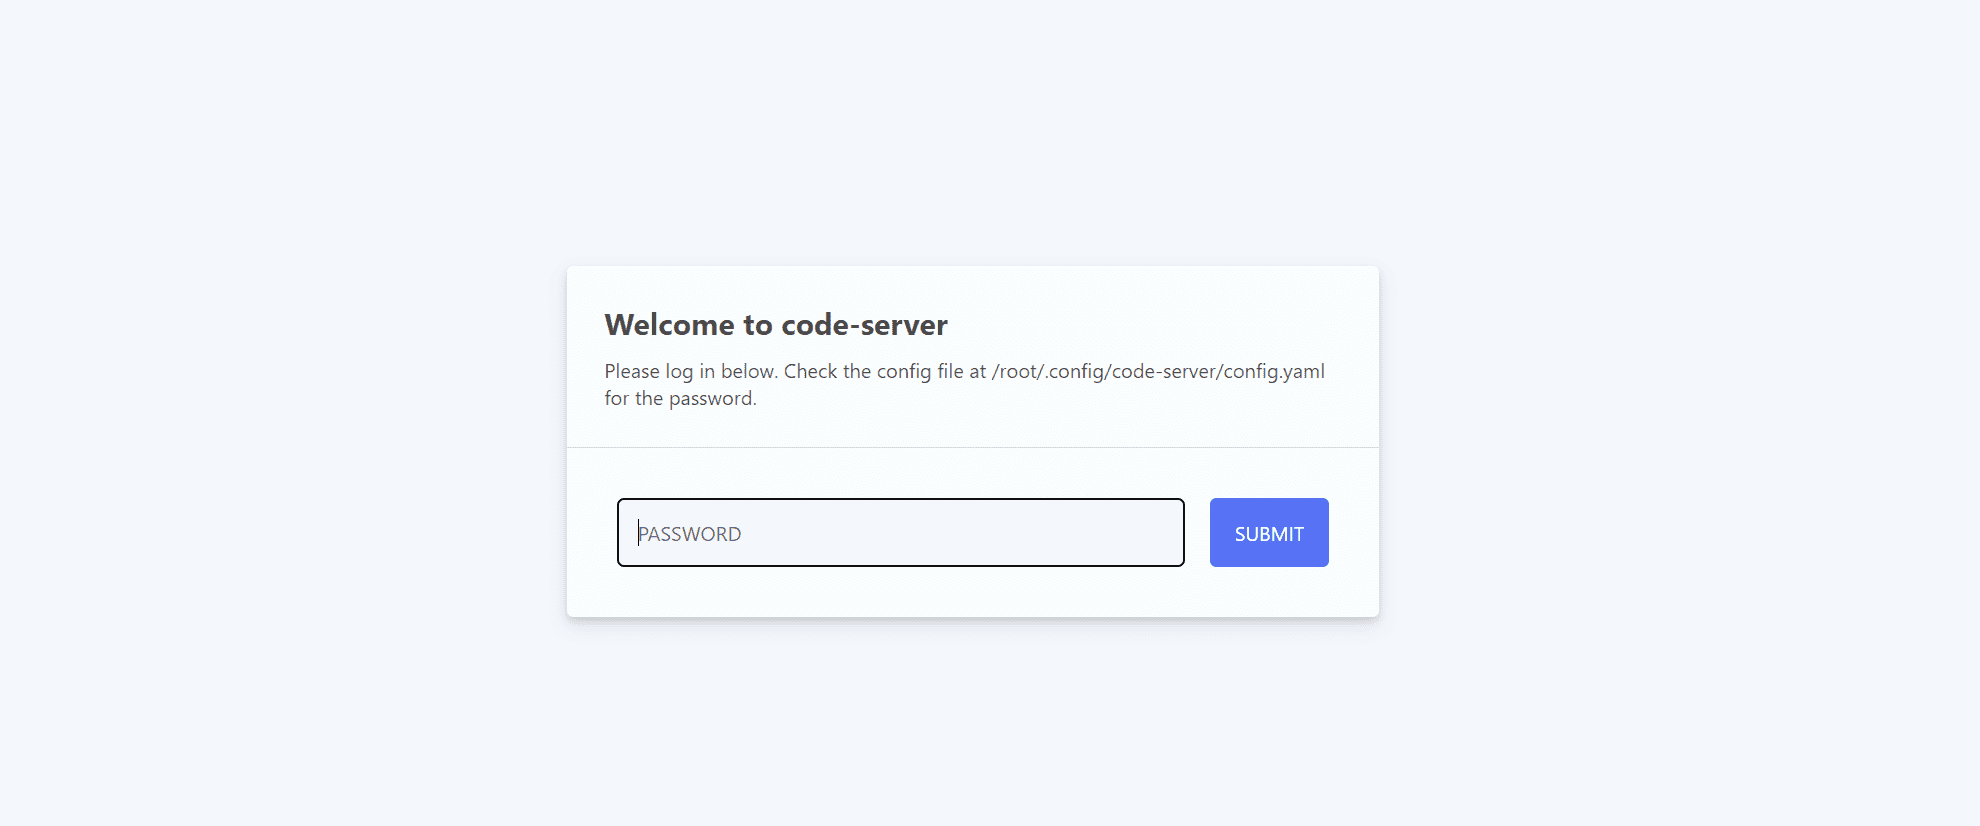 Welcome to code-server
Please log in below. Check the config file at /root/.config/code-server/config.yaml
for the password.
PASSWORD
SUBMIT